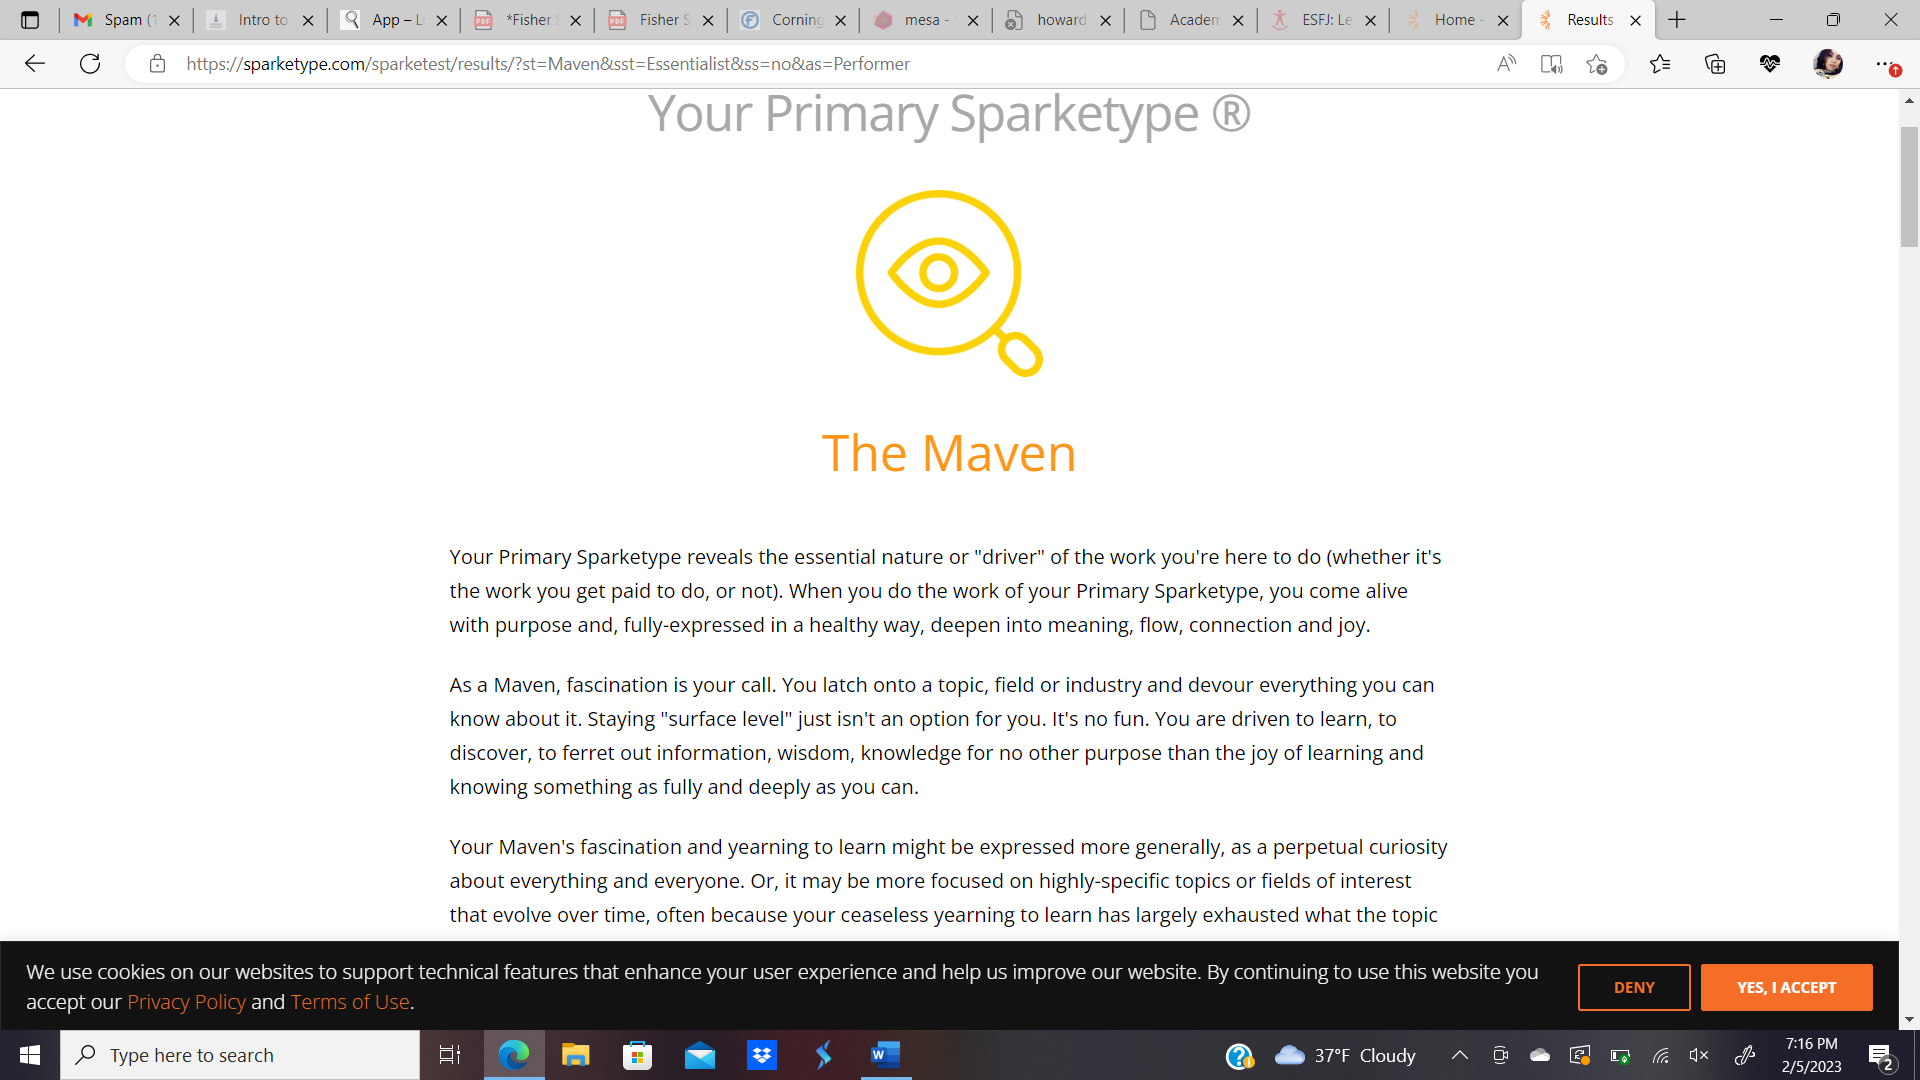 Spam (1
Intro to
App – Lo
*Fisher S
Fisher S
Corning
mesa -
howard
Academ
ESFJ: Le
Home -
Results
https://sparketype.com/sparketest/results/?st=Maven&sst=Essentialist&ss=no&as=Performer
Your Primary Sparketype ®
The Maven
Your Primary Sparketype reveals the essential nature or "driver" of the work you're here to do (whether it's
the work you get paid to do, or not). When you do the work of your Primary Sparketype, you come alive
with purpose and, fully-expressed in a healthy way, deepen into meaning, flow, connection and joy.
As a Maven, fascination is your call. You latch onto a topic, field or industry and devour everything you can
know about it. Staying "surface level" just isn't an option for you. It's no fun. You are driven to learn, to
discover, to ferret out information, wisdom, knowledge for no other purpose than the joy of learning and
knowing something as fully and deeply as you can.
Your Maven's fascination and yearning to learn might be expressed more generally, as a perpetual curiosity
about everything and everyone. Or, it may be more focused on highly-specific topics or fields of interest
that evolve over time, often because your ceaseless yearning to learn has largely exhausted what the topic
We use cookies on our websites to support technical features that enhance your user experience and help us improve our website. By continuing to use this website you
accept our Privacy Policy and Terms of Use.
DENY
YES, I ACCEPT
Type here to search
37°F Cloudy
7:16 PM
2/5/2023
2